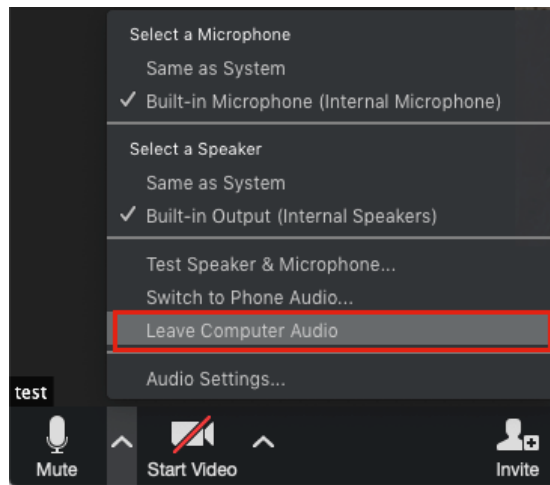 Select a Microphone
Same as System
✓ Built-in Microphone (Internal Microphone)
Select a Speaker
Same as System
✓ Built-in Output (Internal Speakers)
Test Speaker & Microphone...
Switch to Phone Audio...
Leave Computer Audio
Audio Settings...
test
Mute
Start Video
Invite